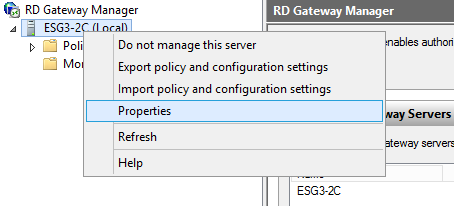 RD Gateway Manager
ESG3-2C (Local)
Poli
Mo
Do not manage this server
Export policy and configuration settings
Import policy and configuration settings
Properties
Refresh
Help
RD Gateway Manager
enables authori
way Servers
ateway servers
ESG3-2C